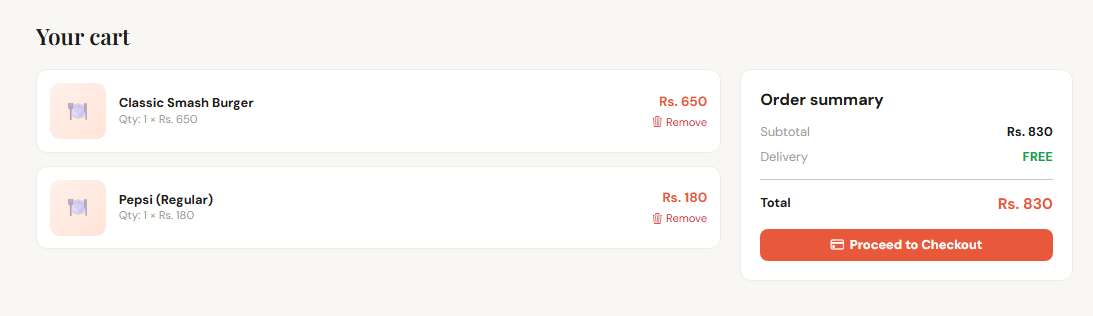 Your cart
Classic Smash Burger
Qty: 1 × Rs. 650
Rs. 650
Remove
Pepsi (Regular)
Qty: 1 × Rs. 180
Rs. 180
Remove
Order summary
Subtotal Rs. 830
Delivery FREE
Total Rs. 830
Proceed to Checkout